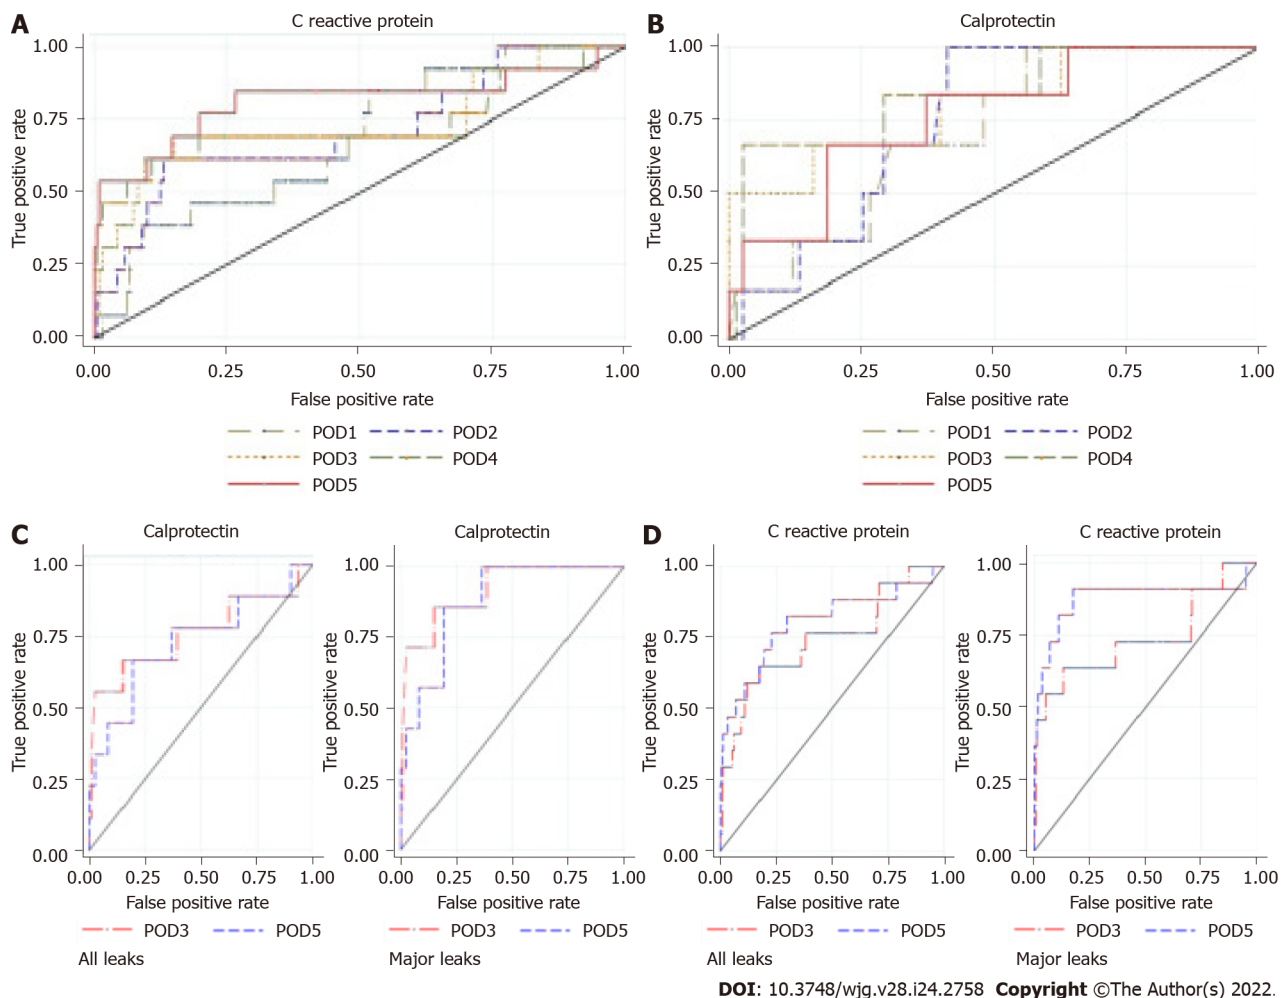 A C reactive protein
1.00
0.75
0.50
0.25
0.00
True positive rate
0.00 0.25 0.50 0.75 1.00
False positive rate
POD1 POD2
POD3 POD4
POD5
B Calprotectin
1.00
0.75
0.50
0.25
0.00
True positive rate
0.00 0.25 0.50 0.75 1.00
False positive rate
POD1 POD2
POD3 POD4
POD5
C Calprotectin
1.00
0.75
0.50
0.25
0.00
True positive rate
0.00 0.25 0.50 0.75 1.00
False positive rate
POD3 POD5
All leaks
Calprotectin
1.00
0.75
0.50
0.25
0.00
True positive rate
0.00 0.25 0.50 0.75 1.00
False positive rate
POD3 POD5
Major leaks
D C reactive protein
1.00
0.75
0.50
0.25
0.00
True positive rate
0.00 0.25 0.50 0.75 1.00
False positive rate
POD3 POD5
All leaks
C reactive protein
1.00
0.75
0.50
0.25
0.00
True positive rate
0.00 0.25 0.50 0.75 1.00
False positive rate
POD3 POD5
Major leaks
DOI: 10.3748/wjg.v28.i24.2758 Copyright ©The Author(s) 2022.